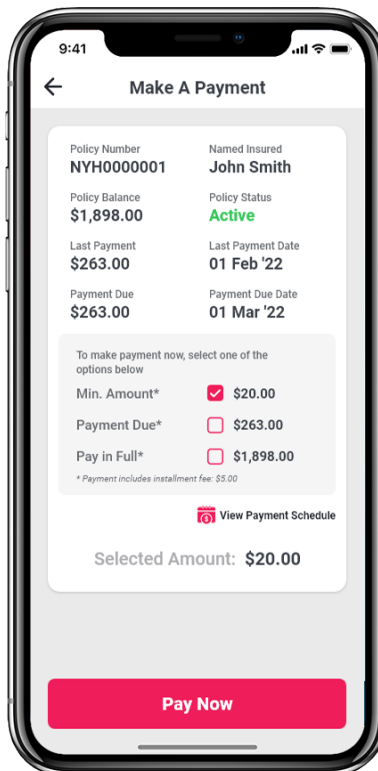 9:41
Make A Payment
Policy Number Named Insured
NYH0000001 John Smith
Policy Balance Policy Status
$1,898.00 Active
Last Payment Last Payment Date
$263.00 01 Feb '22
Payment Due Payment Due Date
$263.00 01 Mar '22
To make payment now, select one of the
options below
Min. Amount* $20.00
Payment Due* $263.00
Pay in Full* $1,898.00
* Payment includes installment fee: $5.00
View Payment Schedule
Selected Amount: $20.00
Pay Now